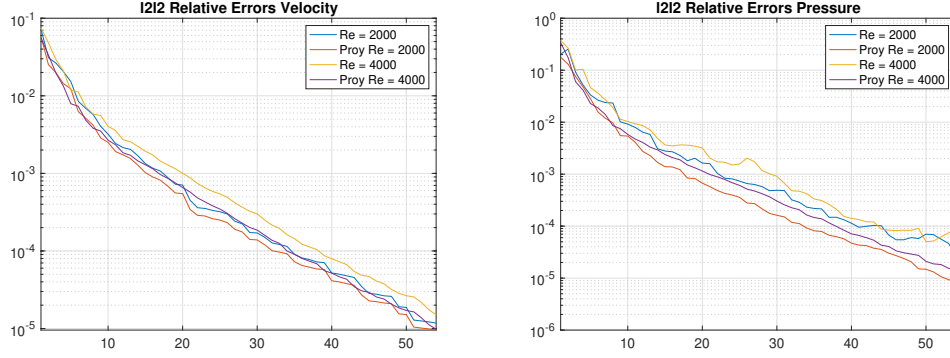 l2l2 Relative Errors Velocity
10^-1
10^-2
10^-3
10^-4
10^-5
10
20
30
40
50
Re = 2000
Proy Re = 2000
Re = 4000
Proy Re = 4000
l2l2 Relative Errors Pressure
10^0
10^-1
10^-2
10^-3
10^-4
10^-5
10^-6
10
20
30
40
50
Re = 2000
Proy Re = 2000
Re = 4000
Proy Re = 4000